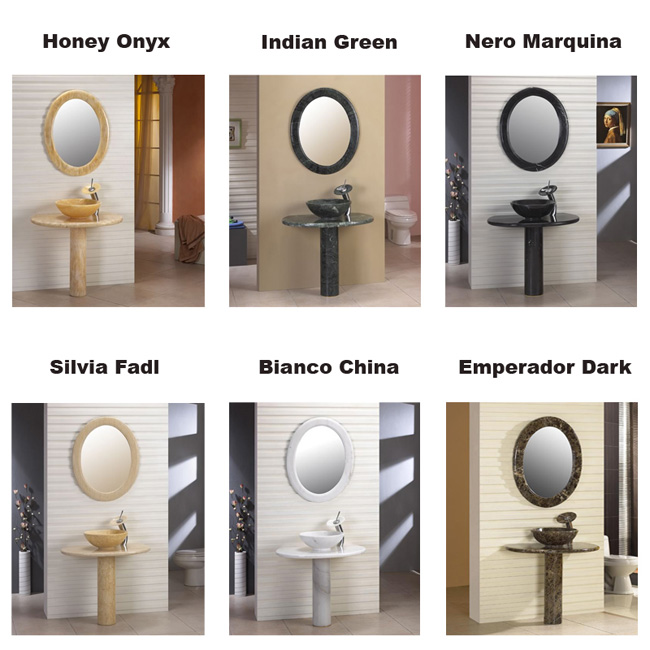 Honey Onyx
Indian Green
Nero Marquina
Silvia Fadl
Bianco China
Emperador Dark